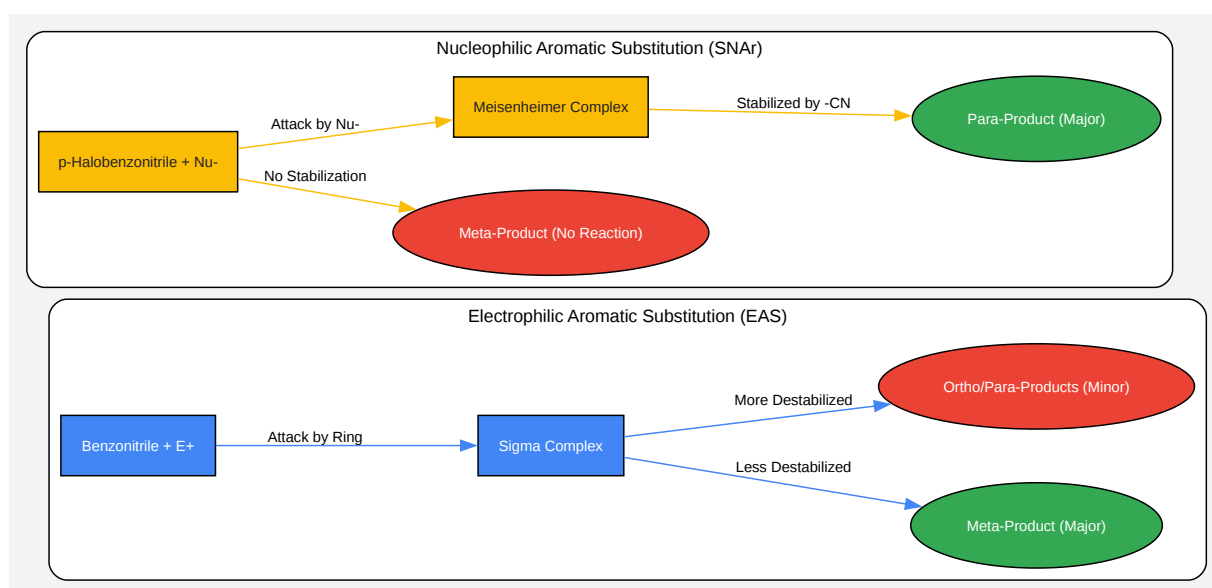 Nucleophilic Aromatic Substitution (SNAr)
Meisenheimer Complex
Stabilized by -CN
Para-Product (Major)
Attack by Nu-
p-Halobenzonitrile + Nu-
No Stabilization
Meta-Product (No Reaction)
Electrophilic Aromatic Substitution (EAS)
Ortho/Para-Products (Minor)
More Destabilized
Benzonitrile + E+
Attack by Ring
Sigma Complex
Less Destabilized
Meta-Product (Major)